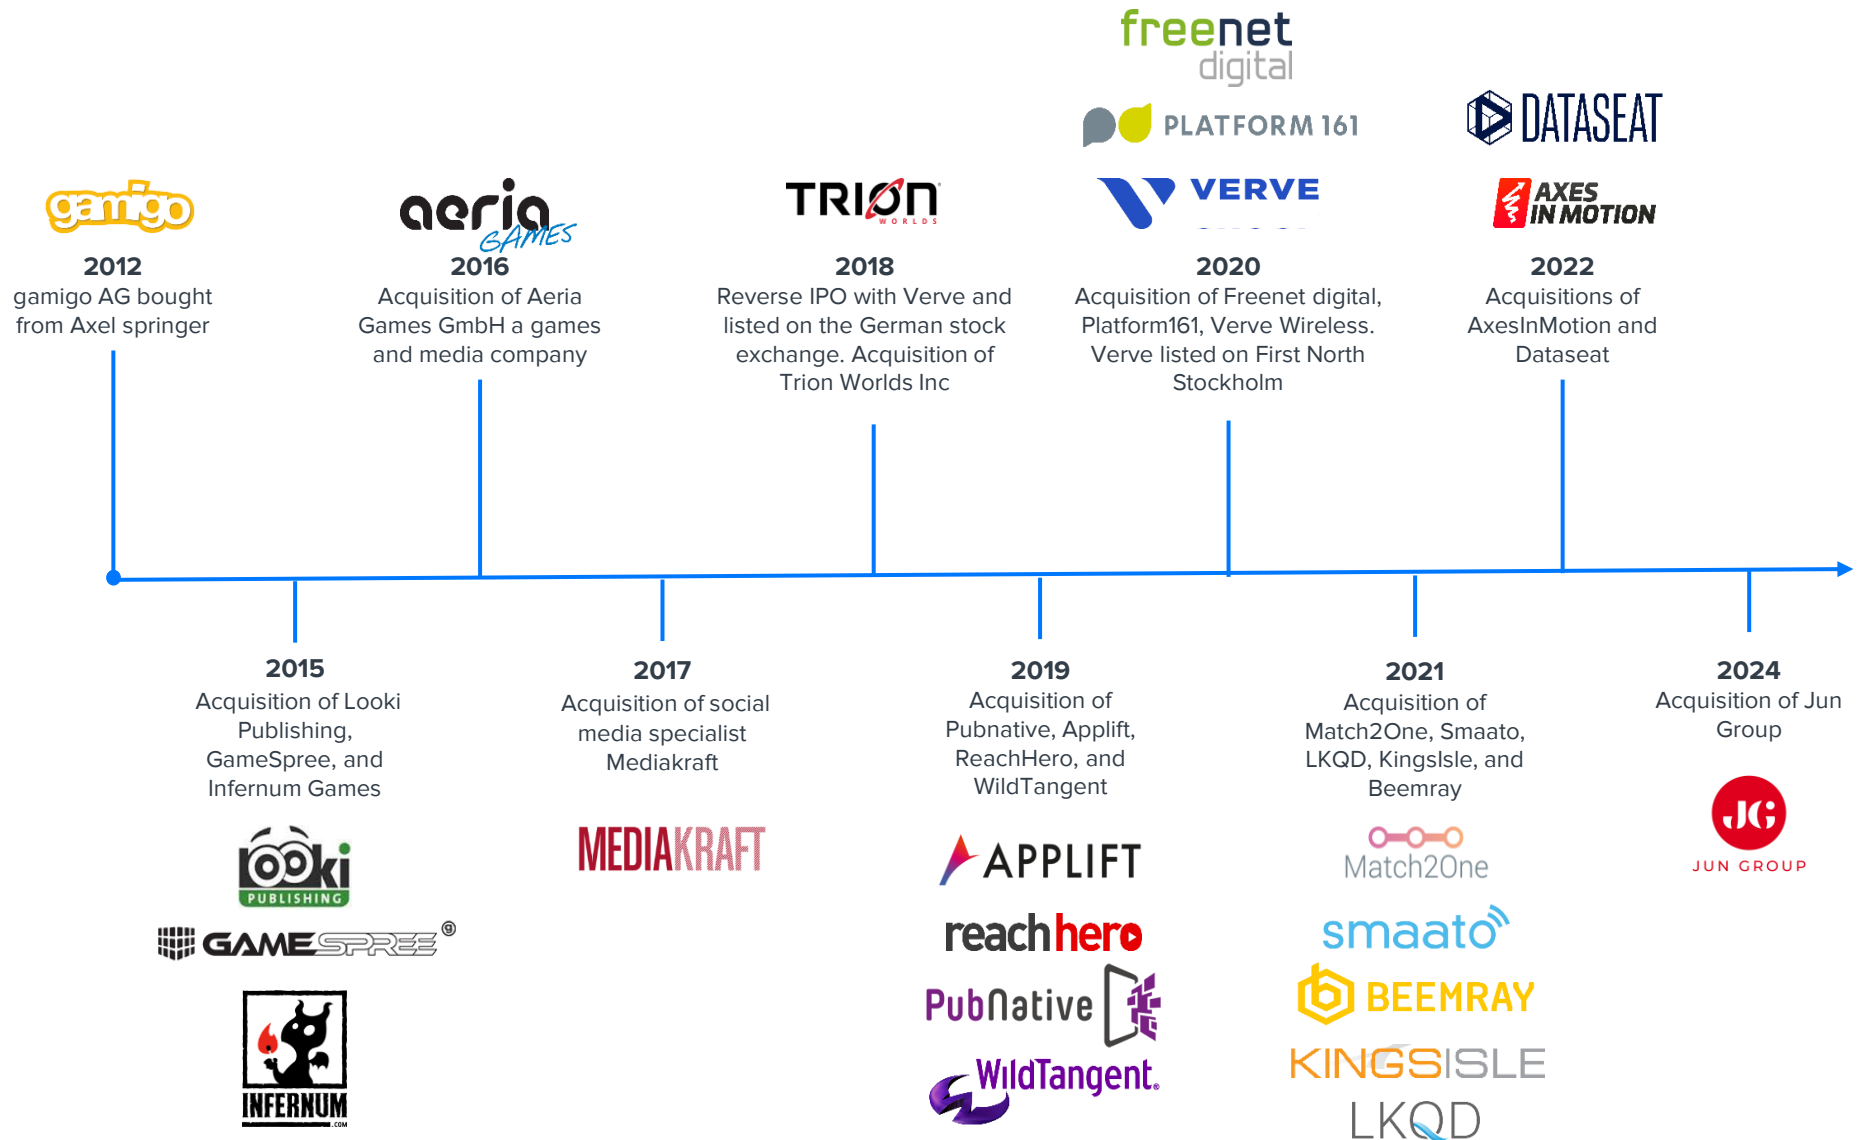 gamigo
2012
gamigo AG bought
from Axel springer
aeria
GAMES
2016
Acquisition of Aeria
Games GmbH a games
and media company
TRION
WORLDS
2018
Reverse IPO with Verve and
listed on the German stock
exchange. Acquisition of
Trion Worlds Inc
freenet
digital
PLATFORM 161
VERVE
2020
Acquisition of Freenet digital,
Platform161, Verve Wireless.
Verve listed on First North
Stockholm
DATASEAT
AXES
IN MOTION
2022
Acquisitions of
AxesInMotion and
Dataseat
2015
Acquisition of Looki
Publishing,
GameSpree, and
Infernum Games
looki
PUBLISHING
GAMESPREE g
INFERNUM
.COM
2017
Acquisition of social
media specialist
Mediakraft
MEDIAKRAFT
2019
Acquisition of
Pubnative, Applift,
ReachHero, and
WildTangent
APPLIFT
reachhero
PubNative
WildTangent
2021
Acquisition of
Match2One, Smaato,
LKQD, KingsIsle, and
Beemray
Match2One
smaato
BEEMRAY
KINGSISLE
LKQD
2024
Acquisition of Jun
Group
JG
JUN GROUP